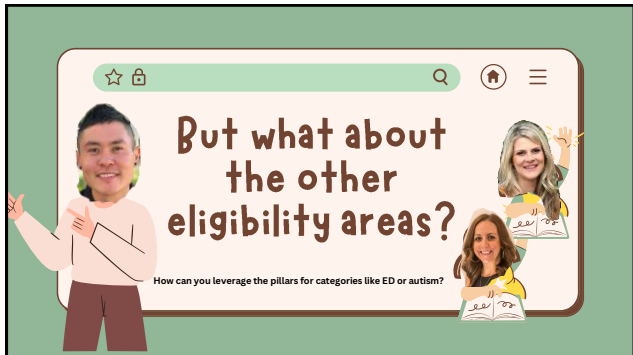 But what about
the other
eligibility areas?
How can you leverage the pillars for categories like ED or autism?